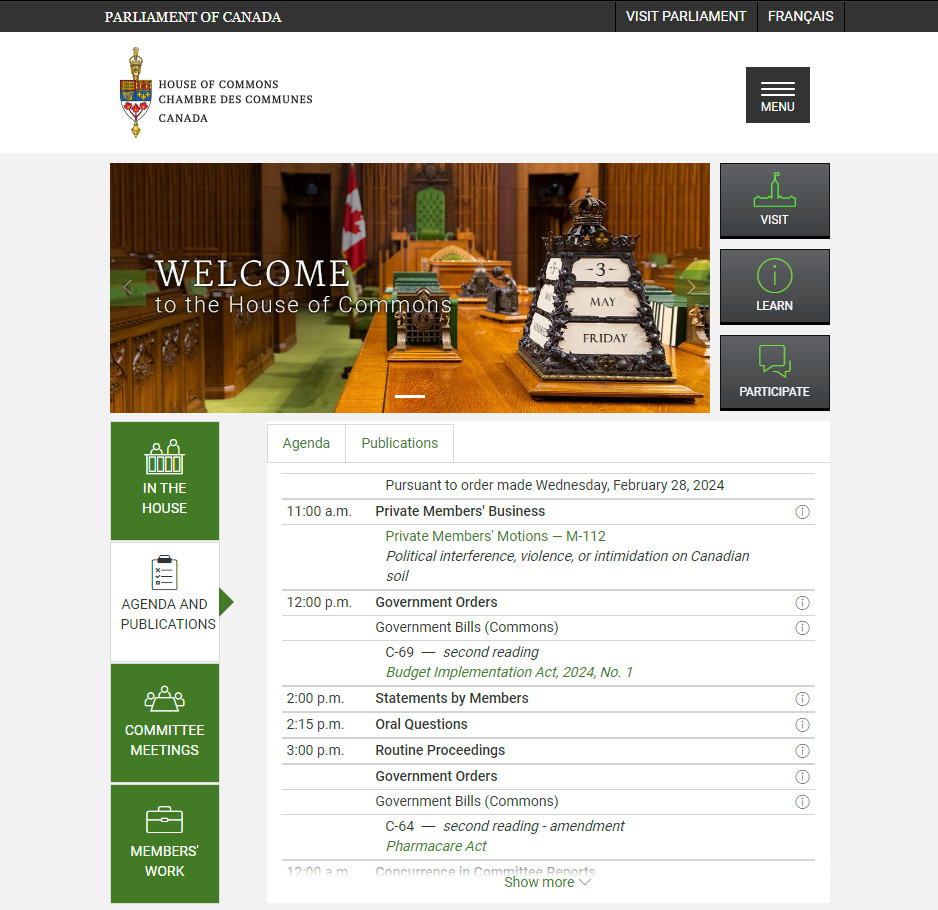 PARLIAMENT OF CANADA
VISIT PARLIAMENT
FRANÇAIS
HOUSE OF COMMONS
CHAMBRE DES COMMUNES
CANADA
MENU
WELCOME
to the House of Commons
3
MAY
FRIDAY
VISIT
LEARN
PARTICIPATE
IN THE
HOUSE
AGENDA AND
PUBLICATIONS
COMMITTEE
MEETINGS
MEMBERS'
WORK
Agenda
Publications
Pursuant to order made Wednesday, February 28, 2024
11:00 a.m. Private Members' Business
Private Members' Motions — M-112
Political interference, violence, or intimidation on Canadian
soil
12:00 p.m. Government Orders
Government Bills (Commons)
C-69 — second reading
Budget Implementation Act, 2024, No. 1
2:00 p.m. Statements by Members
2:15 p.m. Oral Questions
3:00 p.m. Routine Proceedings
Government Orders
Government Bills (Commons)
C-64 — second reading - amendment
Pharmacare Act
12:00 a.m. Concurrence in Committee Reports
Show more